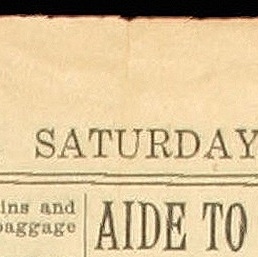 SATURDAY
ins and
baggage
AIDE TO